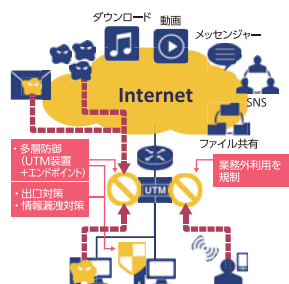 ダウンロード
動画
メッセンジャー
Internet
SNS
ファイル共有
・多層防御
（UTM装置
+エンドポイント）
・出口対策
・情報漏洩対策
UTM
業務外利用を
規制